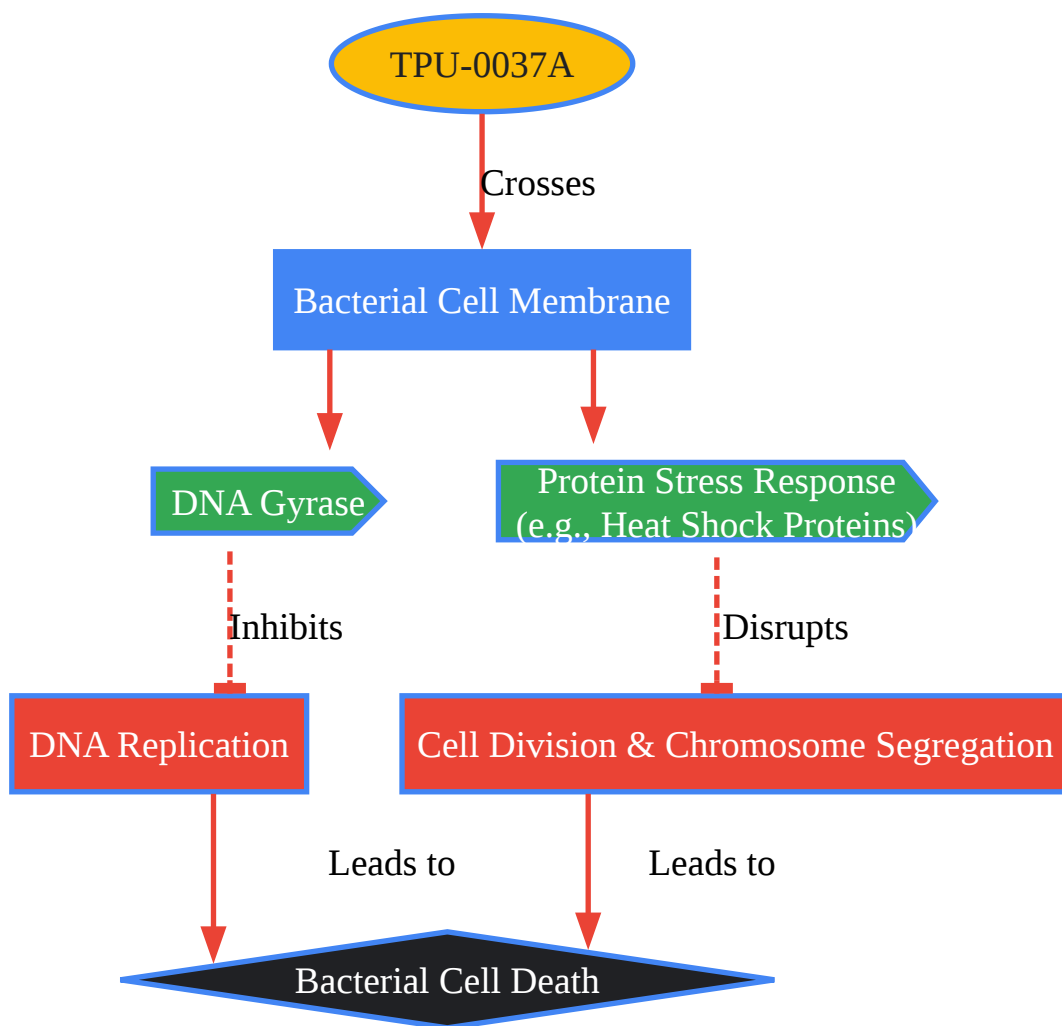 TPU-0037A
Crosses
Bacterial Cell Membrane
DNA Gyrase
Protein Stress Response
(e.g., Heat Shock Proteins)
Inhibits
Disrupts
DNA Replication
Cell Division & Chromosome Segregation
Leads to
Leads to
Bacterial Cell Death